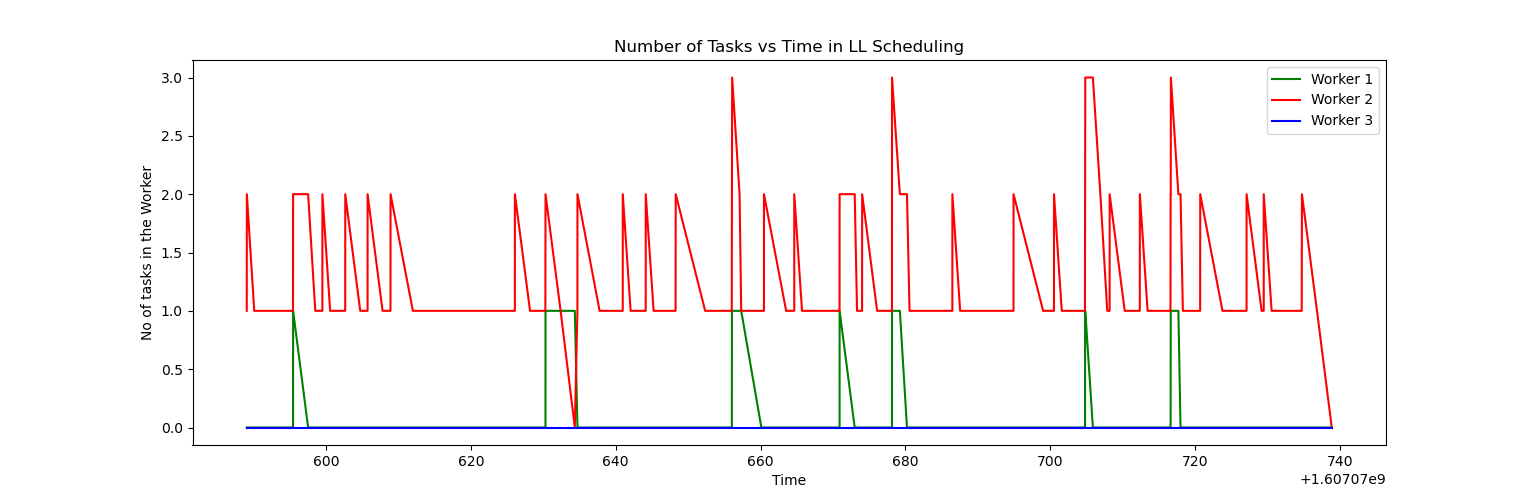 Number of Tasks vs Time in LL Scheduling
No of tasks in the Worker
3.0
2.5
2.0
1.5
1.0
0.5
0.0
Worker 1
Worker 2
Worker 3
600 620 640 660 680 700 720 740
Time
+1.60707e9